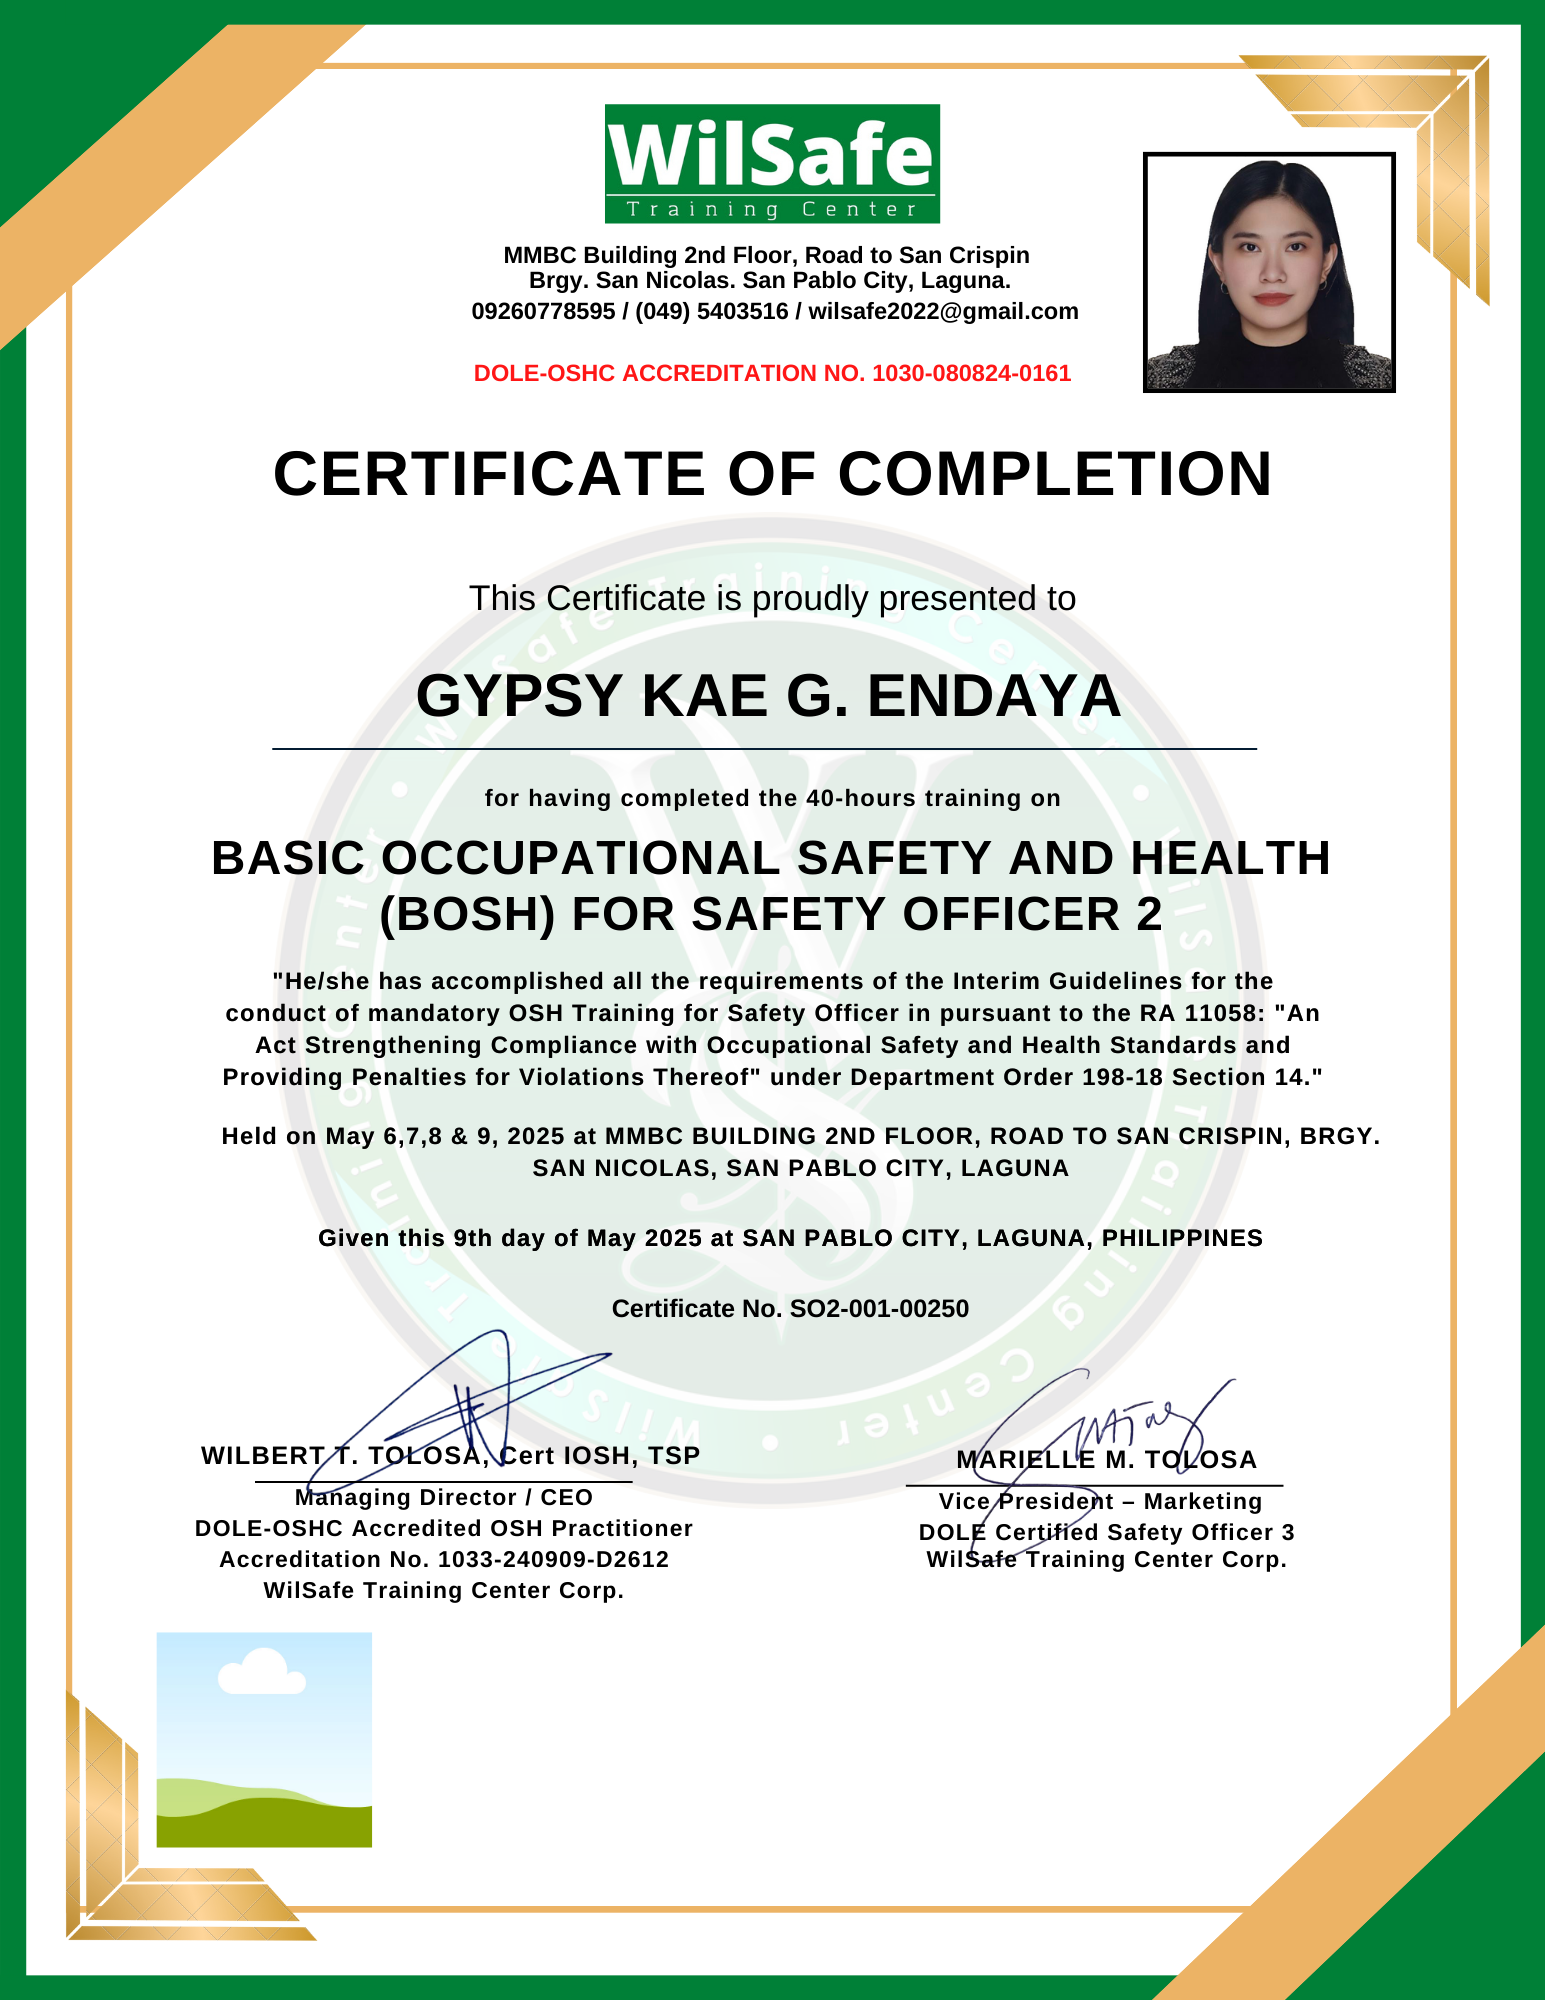 WilSafe
Training Center
MMBC Building 2nd Floor, Road to San Crispin
Brgy. San Nicolas. San Pablo City, Laguna.
09260778595 / (049) 5403516 / wilsafe2022@gmail.com
DOLE-OSHC ACCREDITATION NO. 1030-080824-0161
CERTIFICATE OF COMPLETION
This Certificate is proudly presented to
GYPSY KAE G. ENDAYA
for having completed the 40-hours training on
BASIC OCCUPATIONAL SAFETY AND HEALTH
(BOSH) FOR SAFETY OFFICER 2
"He/she has accomplished all the requirements of the Interim Guidelines for the
conduct of mandatory OSH Training for Safety Officer in pursuant to the RA 11058: "An
Act Strengthening Compliance with Occupational Safety and Health Standards and
Providing Penalties for Violations Thereof" under Department Order 198-18 Section 14."
Held on May 6,7,8 & 9, 2025 at MMBC BUILDING 2ND FLOOR, ROAD TO SAN CRISPIN, BRGY.
SAN NICOLAS, SAN PABLO CITY, LAGUNA
Given this 9th day of May 2025 at SAN PABLO CITY, LAGUNA, PHILIPPINES
Certificate No. SO2-001-00250
WILBERT T. TOLOSA, Cert IOSH, TSP
Managing Director / CEO
DOLE-OSHC Accredited OSH Practitioner
Accreditation No. 1033-240909-D2612
WilSafe Training Center Corp.
MARIELLE M. TOLOSA
Vice President – Marketing
DOLE Certified Safety Officer 3
WilSafe Training Center Corp.
WilSafe Training Center • WilSafe Training Center • WilSafe Training Center •